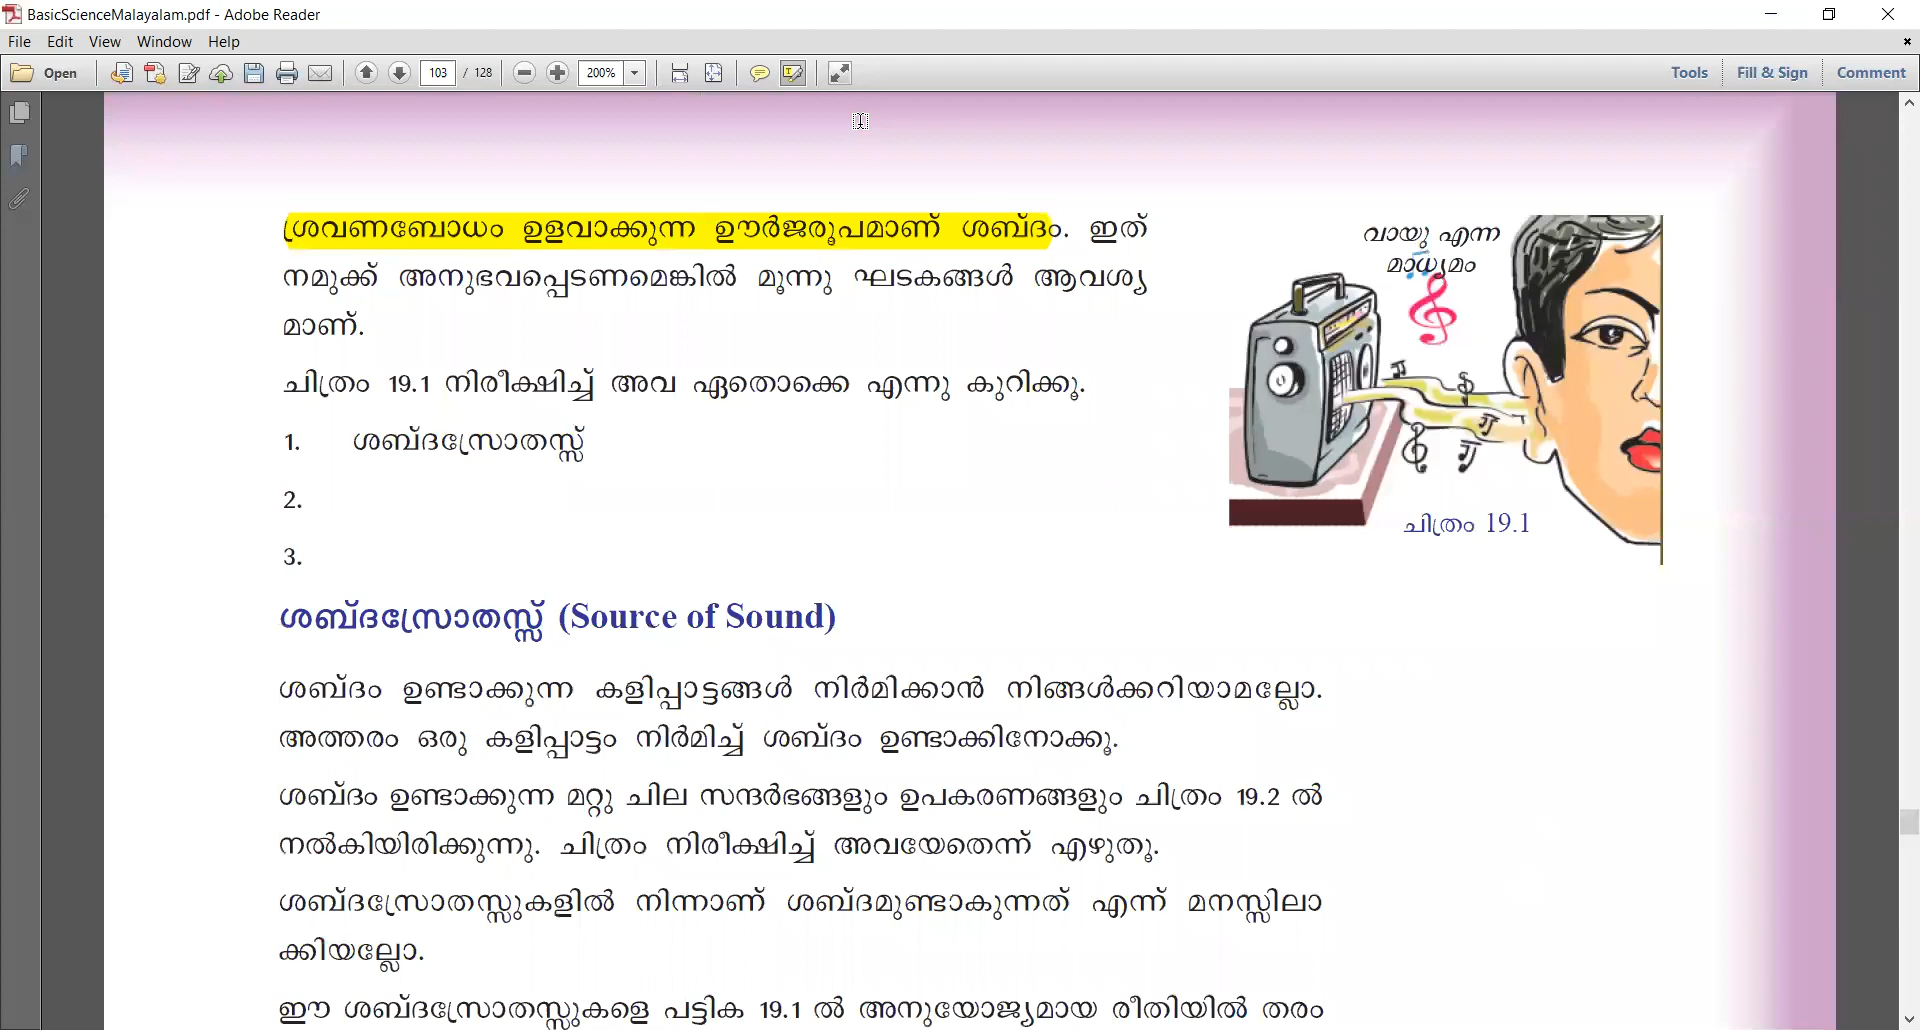 BasicScienceMalayalam.pdf - Adobe Reader
File Edit View Window Help
Open 103 / 128 200% Tools Fill & Sign Comment
ശ്രവണബോധം ഉളവാക്കുന്ന ഊർജരൂപമാണ് ശബ്ദം. ഇത്
നമുക്ക് അനുഭവപ്പെടണമെങ്കിൽ മൂന്നു ഘടകങ്ങൾ ആവശ്യ
മാണ്.
ചിത്രം 19.1 നിരീക്ഷിച്ച് അവ ഏതൊക്കെ എന്നു കുറിക്കൂ.
1. ശബ്ദസ്രോതസ്സ്
2.
3.
വായു എന്ന
മാധ്യമം
ചിത്രം 19.1
ശബ്ദസ്രോതസ്സ് (Source of Sound)
ശബ്ദം ഉണ്ടാക്കുന്ന കളിപ്പാട്ടങ്ങൾ നിർമിക്കാൻ നിങ്ങൾക്കറിയാമല്ലോ.
അത്തരം ഒരു കളിപ്പാട്ടം നിർമിച്ച് ശബ്ദം ഉണ്ടാക്കിനോക്കൂ.
ശബ്ദം ഉണ്ടാക്കുന്ന മറ്റു ചില സന്ദർഭങ്ങളും ഉപകരണങ്ങളും ചിത്രം 19.2 ൽ
നൽകിയിരിക്കുന്നു. ചിത്രം നിരീക്ഷിച്ച് അവയേതെന്ന് എഴുതൂ.
ശബ്ദസ്രോതസ്സുകളിൽ നിന്നാണ് ശബ്ദമുണ്ടാകുന്നത് എന്ന് മനസ്സിലാ
ക്കിയല്ലോ.
ഈ ശബ്ദസ്രോതസ്സുകളെ പട്ടിക 19.1 ൽ അനുയോജ്യമായ രീതിയിൽ തരം